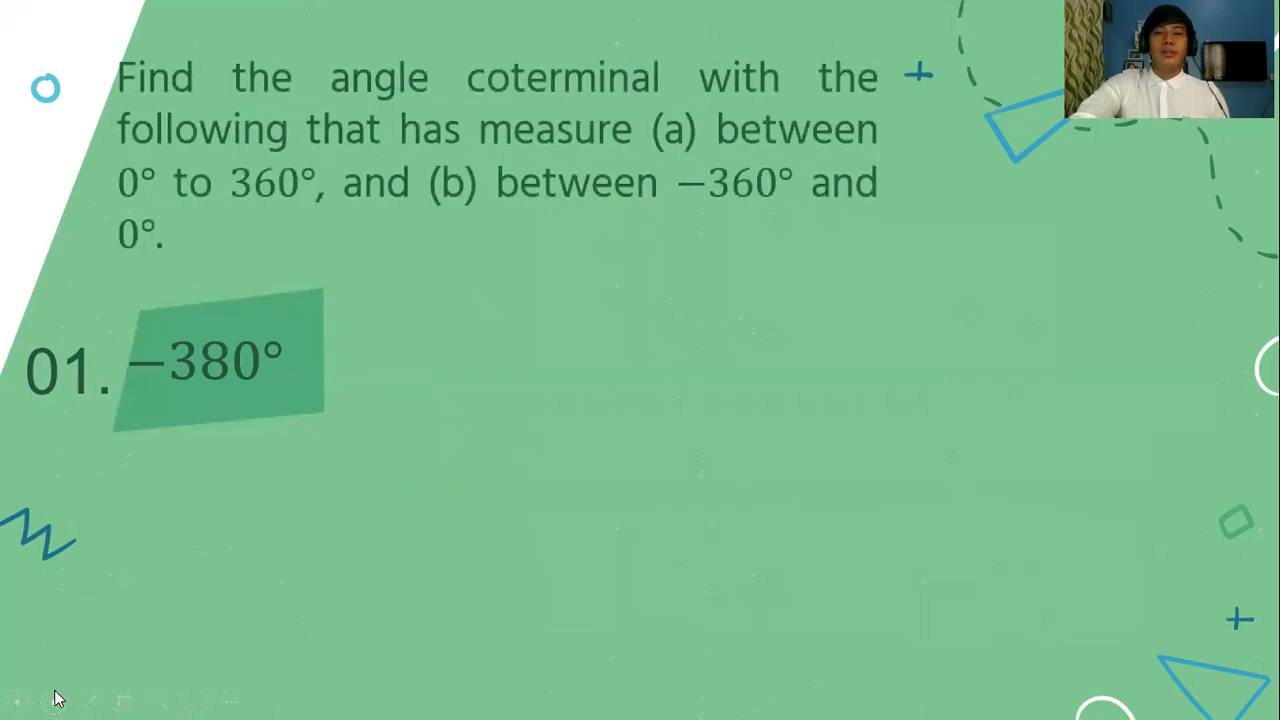 Find the angle coterminal with the
following that has measure (a) between
0° to 360°, and (b) between −360° and
0°.
01. −380°